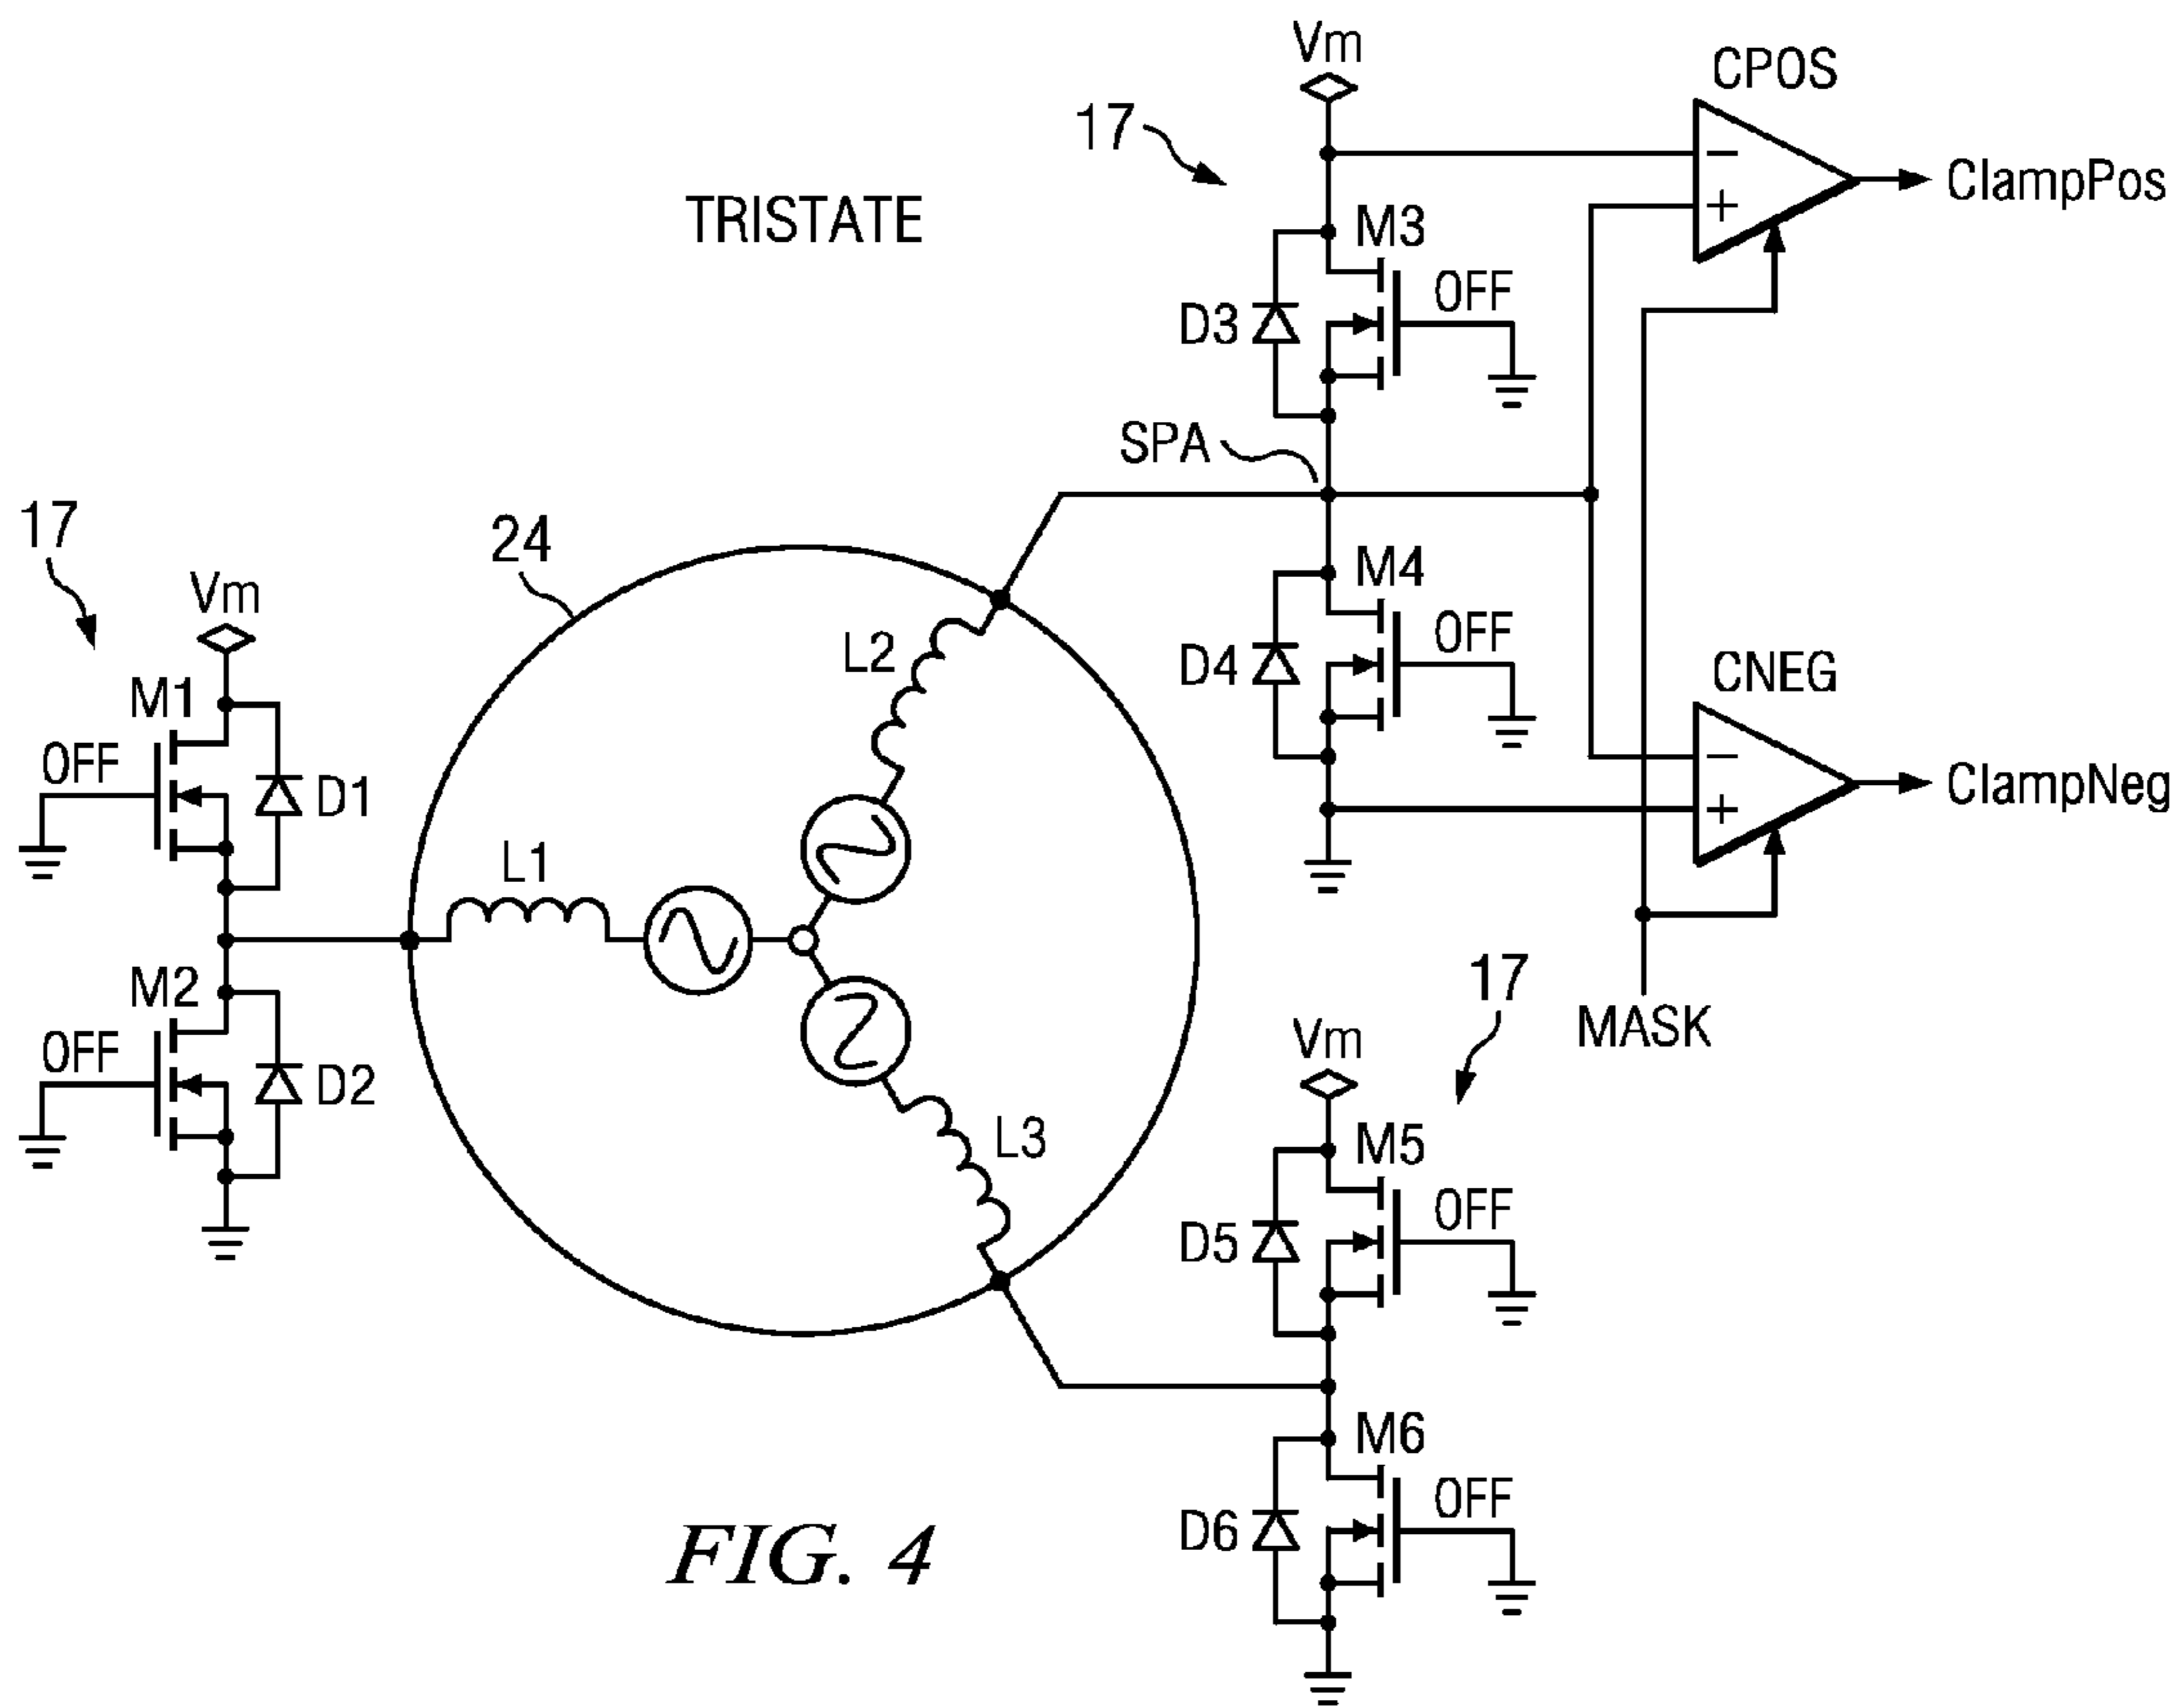 Vm
CPOS
17
−
ClampPos
TRISTATE
+
M3
OFF
D3
SPA
17
24
Vm
M4
OFF
L2
D4
CNEG
M1
OFF
−
D1
ClampNeg
+
L1
M2
17
OFF
Vm
MASK
D2
L3
M5
OFF
D5
M6
OFF
D6
FIG. 4